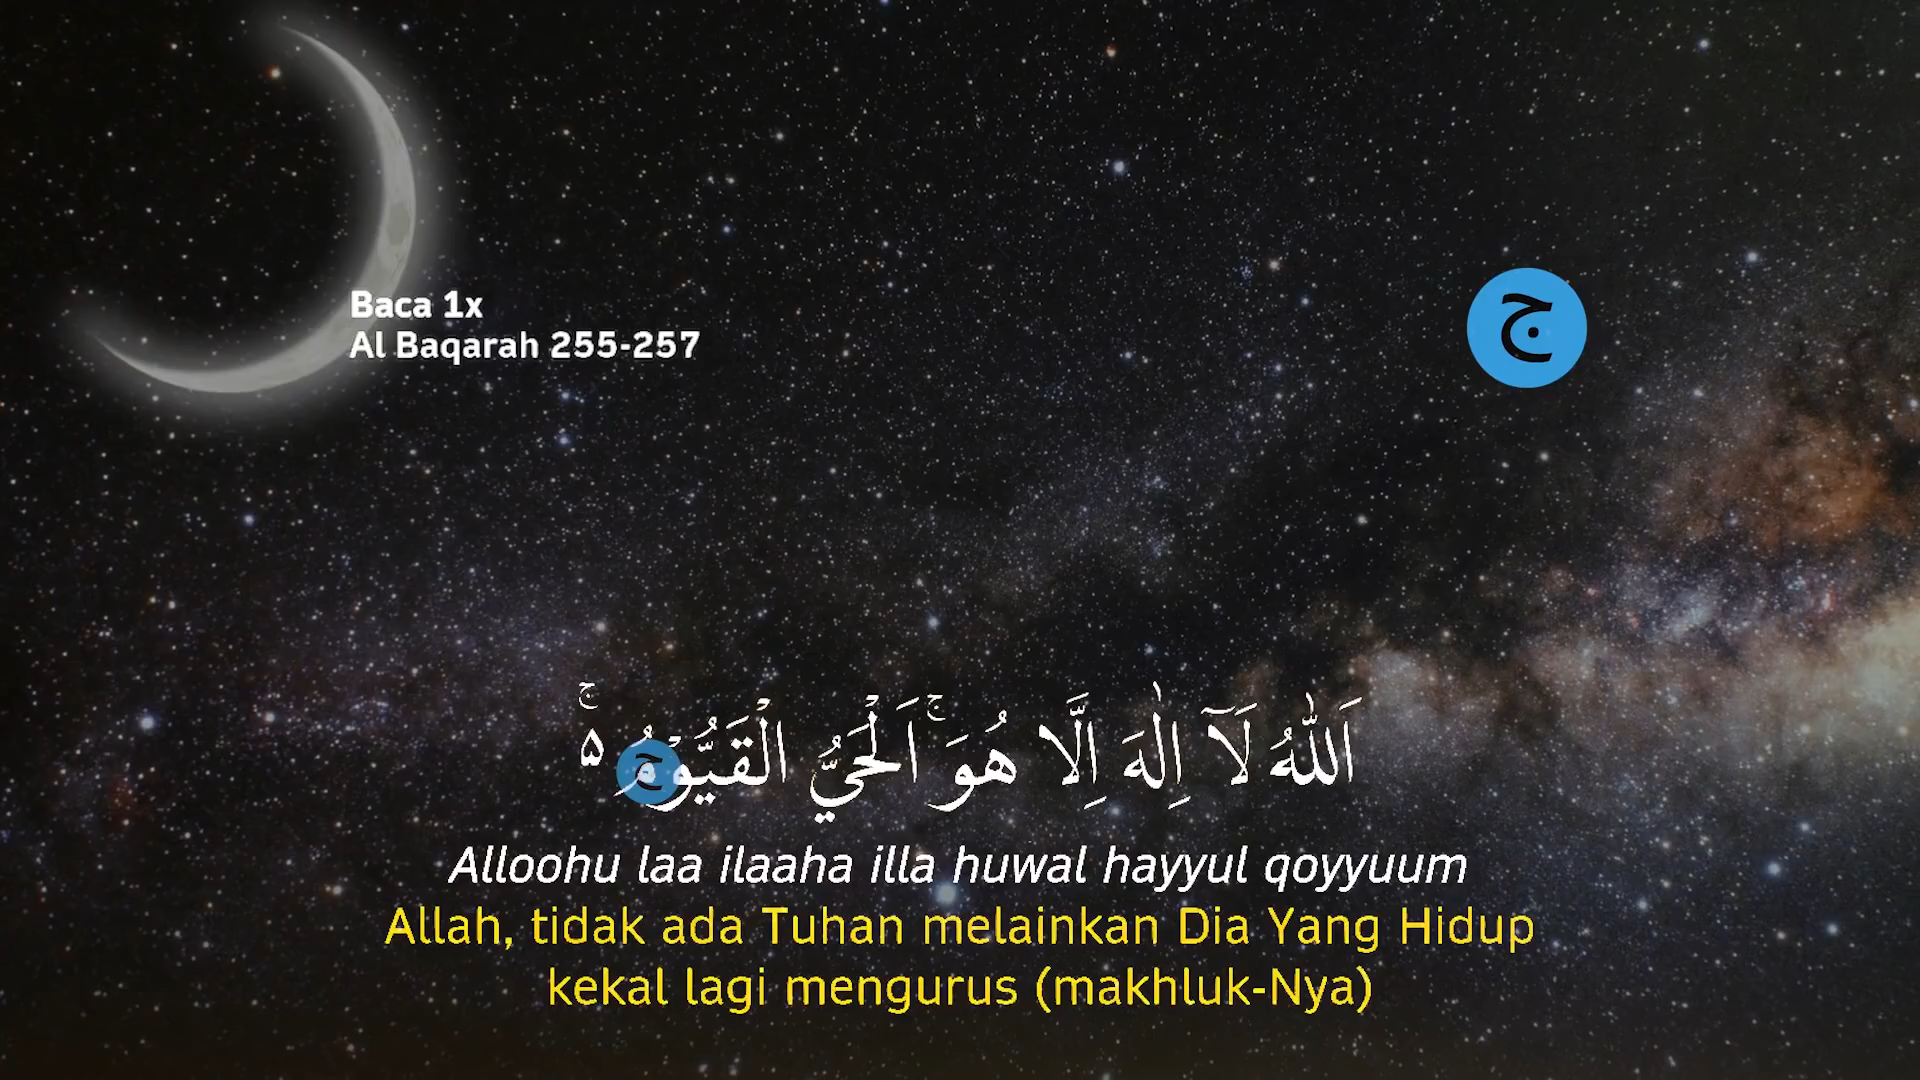 Baca 1x
Al Baqarah 255-257
ج
اَللّٰهُ لَآ اِلٰهَ اِلَّا هُوَۚ اَلْحَيُّ الْقَيُّوْمُ ەۚ
ج
Alloohu laa ilaaha illa huwal hayyul qoyyuum
Allah, tidak ada Tuhan melainkan Dia Yang Hidup
kekal lagi mengurus (makhluk-Nya)